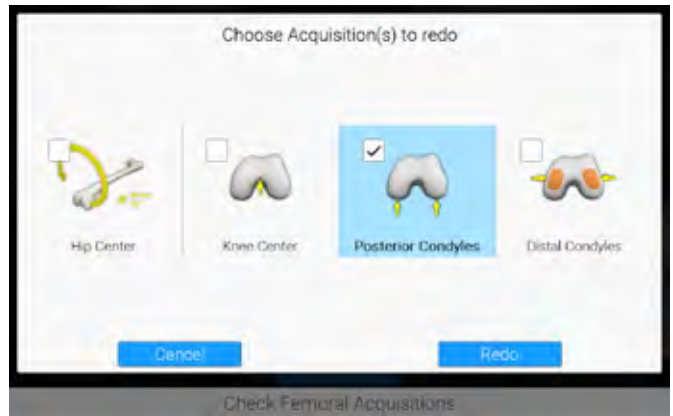 Choose Acquisition(s) to redo
Hip Center
Knee Center
Posterior Condyles
Distal Condyles
Cancel
Redo
Check Femoral Acquisitions